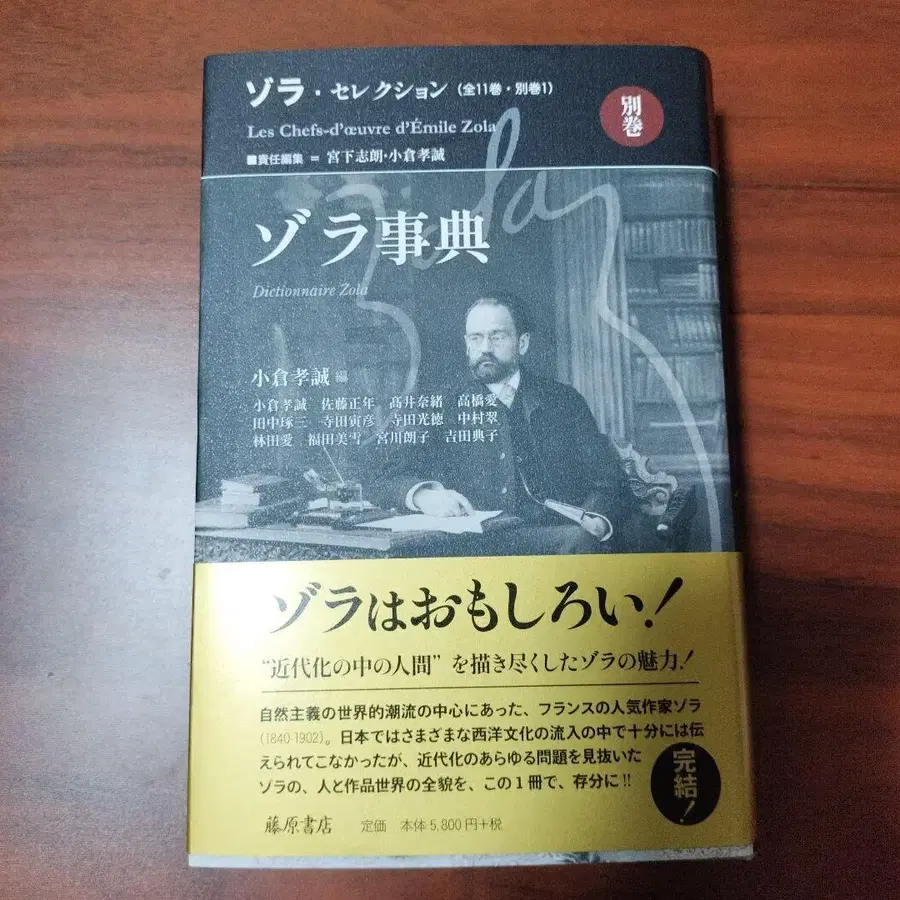 ゾラ・セレクション（全11巻・別巻1）
別巻
Les Chefs-d'œuvre d'Émile Zola
■責任編集 = 宮下志朗・小倉孝誠
Zola
ゾラ事典
Dictionnaire Zola
小倉孝誠 編
小倉孝誠 佐藤正年 髙井奈緒 高橋愛
田中琢三 寺田寅彦 寺田光徳 中村翠
林田愛 福田美雪 宮川朗子 吉田典子
ゾラはおもしろい!
“近代化の中の人間”を描き尽くしたゾラの魅力!
自然主義の世界的潮流の中心にあった、フランスの人気作家ゾラ
(1840-1902)。日本ではさまざまな西洋文化の流入の中で十分には伝
えられてこなかったが、近代化のあらゆる問題を見抜いた
ゾラの、人と作品世界の全貌を、この1冊で、存分に!!
完結!
藤原書店 定価 本体5,800円+税